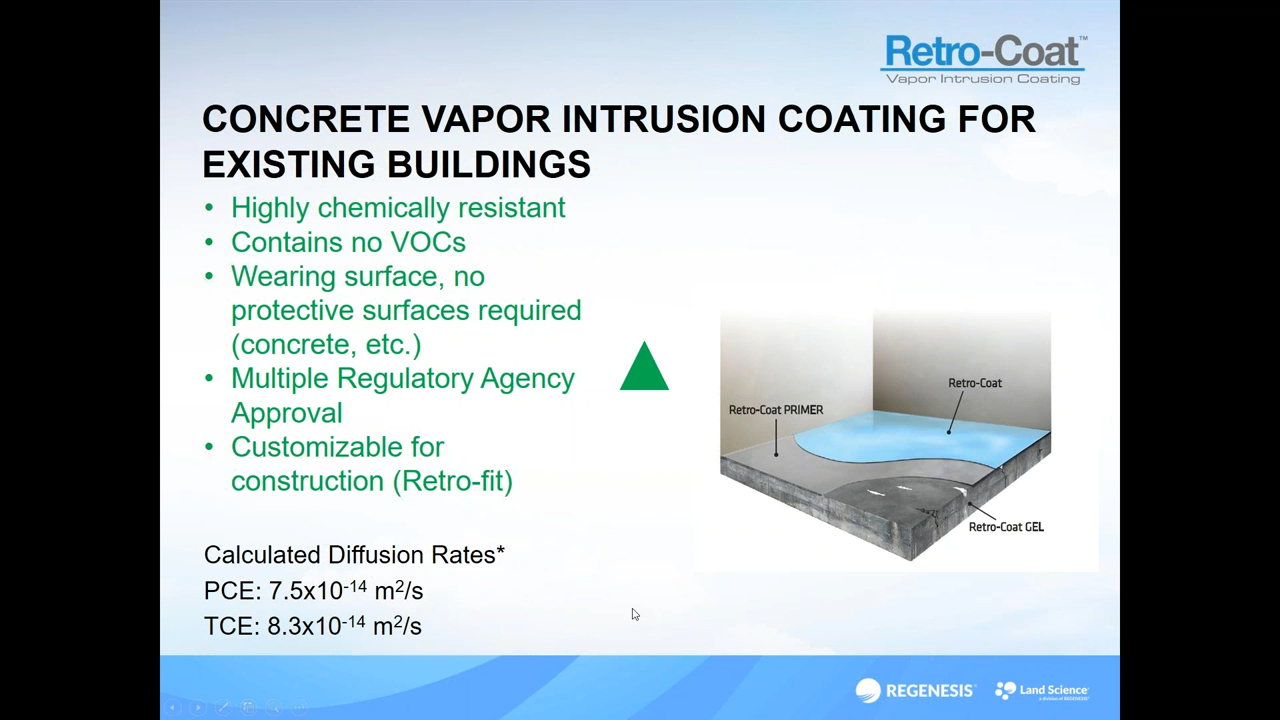 Retro-Coat™
Vapor Intrusion Coating
CONCRETE VAPOR INTRUSION COATING FOR
EXISTING BUILDINGS
• Highly chemically resistant
• Contains no VOCs
• Wearing surface, no
protective surfaces required
(concrete, etc.)
• Multiple Regulatory Agency
Approval
• Customizable for
construction (Retro-fit)
Retro-Coat
Retro-Coat PRIMER
Retro-Coat GEL
Calculated Diffusion Rates*
PCE: 7.5x10⁻¹⁴ m²/s
TCE: 8.3x10⁻¹⁴ m²/s
REGENESIS
Land Science
a division of REGENESIS